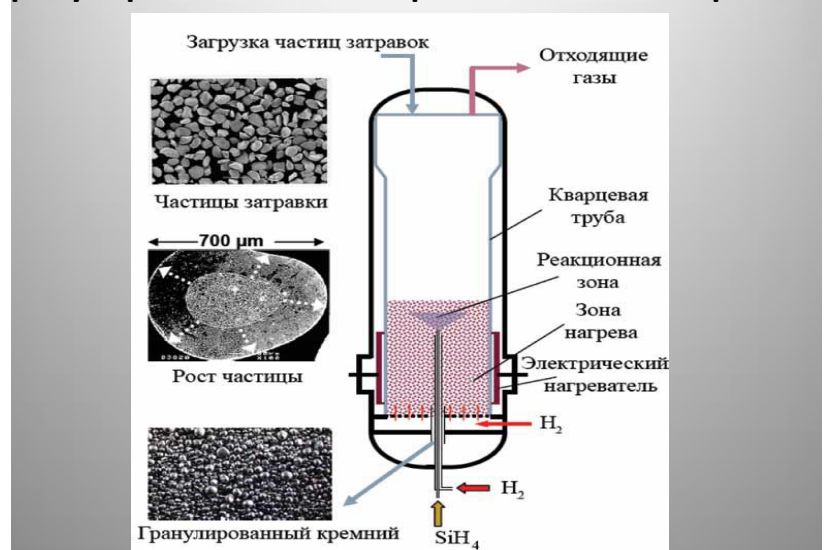 Загрузка частиц затравок
Отходящие
газы
Частицы затравки
Кварцевая
труба
700 µm
Реакционная
зона
Зона
нагрева
Рост частицы
Электрический
нагреватель
H₂
H₂
Гранулированный кремний
SiH₄